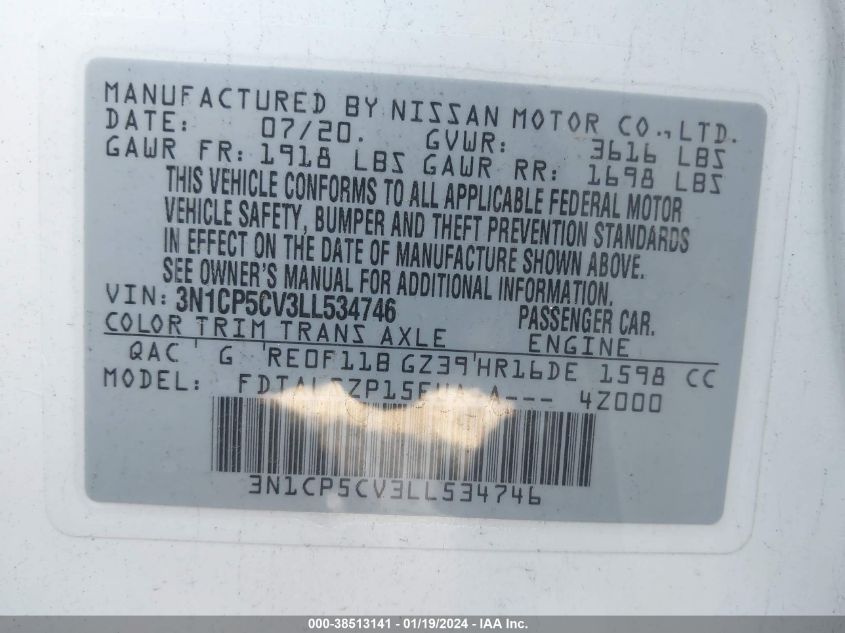 MANUFACTURED BY NISSAN MOTOR CO., LTD.
DATE: 07/20. GVWR: 3616 LBS
GAWR FR: 1918 LBS GAWR RR: 1698 LBS
THIS VEHICLE CONFORMS TO ALL APPLICABLE FEDERAL MOTOR
VEHICLE SAFETY, BUMPER AND THEFT PREVENTION STANDARDS
IN EFFECT ON THE DATE OF MANUFACTURE SHOWN ABOVE.
SEE OWNER'S MANUAL FOR ADDITIONAL INFORMATION.
VIN: 3N1CP5CV3LL534746 PASSENGER CAR.
COLOR TRIM TRANS AXLE ENGINE
QAC G RE0F11B GZ39 HR16DE 1598 CC
MODEL: A--- 4Z000
3N1CP5CV3LL534746
000-38513141 - 01/19/2024 - IAA Inc.